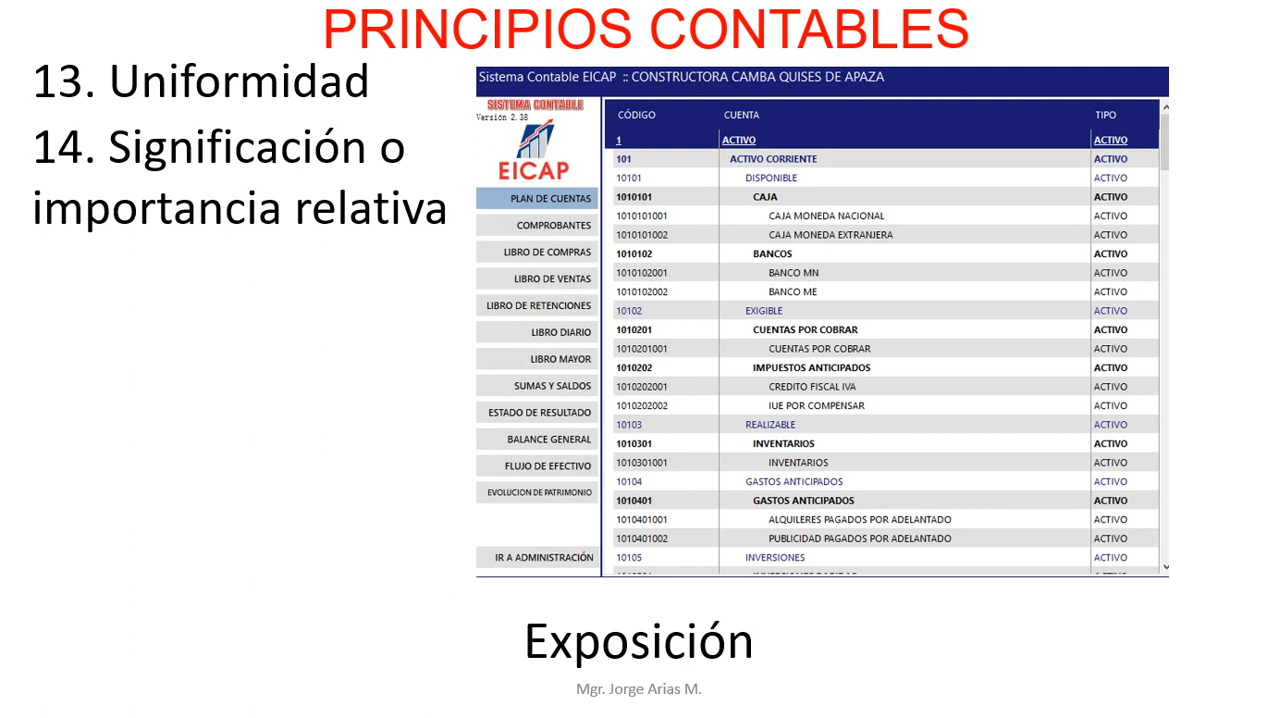 PRINCIPIOS CONTABLES
13. Uniformidad
14. Significación o
importancia relativa
Sistema Contable EICAP :: CONSTRUCTORA CAMBA QUISES DE APAZA
SISTEMA CONTABLE
Versión 2.38
EICAP
PLAN DE CUENTAS
COMPROBANTES
LIBRO DE COMPRAS
LIBRO DE VENTAS
LIBRO DE RETENCIONES
LIBRO DIARIO
LIBRO MAYOR
SUMAS Y SALDOS
ESTADO DE RESULTADO
BALANCE GENERAL
FLUJO DE EFECTIVO
EVOLUCION DE PATRIMONIO
IR A ADMINISTRACIÓN
CÓDIGO CUENTA TIPO
1 ACTIVO ACTIVO
101 ACTIVO CORRIENTE ACTIVO
10101 DISPONIBLE ACTIVO
1010101 CAJA ACTIVO
1010101001 CAJA MONEDA NACIONAL ACTIVO
1010101002 CAJA MONEDA EXTRANJERA ACTIVO
1010102 BANCOS ACTIVO
1010102001 BANCO MN ACTIVO
1010102002 BANCO ME ACTIVO
10102 EXIGIBLE ACTIVO
1010201 CUENTAS POR COBRAR ACTIVO
1010201001 CUENTAS POR COBRAR ACTIVO
1010202 IMPUESTOS ANTICIPADOS ACTIVO
1010202001 CREDITO FISCAL IVA ACTIVO
1010202002 IUE POR COMPENSAR ACTIVO
10103 REALIZABLE ACTIVO
1010301 INVENTARIOS ACTIVO
1010301001 INVENTARIOS ACTIVO
10104 GASTOS ANTICIPADOS ACTIVO
1010401 GASTOS ANTICIPADOS ACTIVO
1010401001 ALQUILERES PAGADOS POR ADELANTADO ACTIVO
1010401002 PUBLICIDAD PAGADOS POR ADELANTADO ACTIVO
10105 INVERSIONES ACTIVO
Exposición
Mgr. Jorge Arias M.